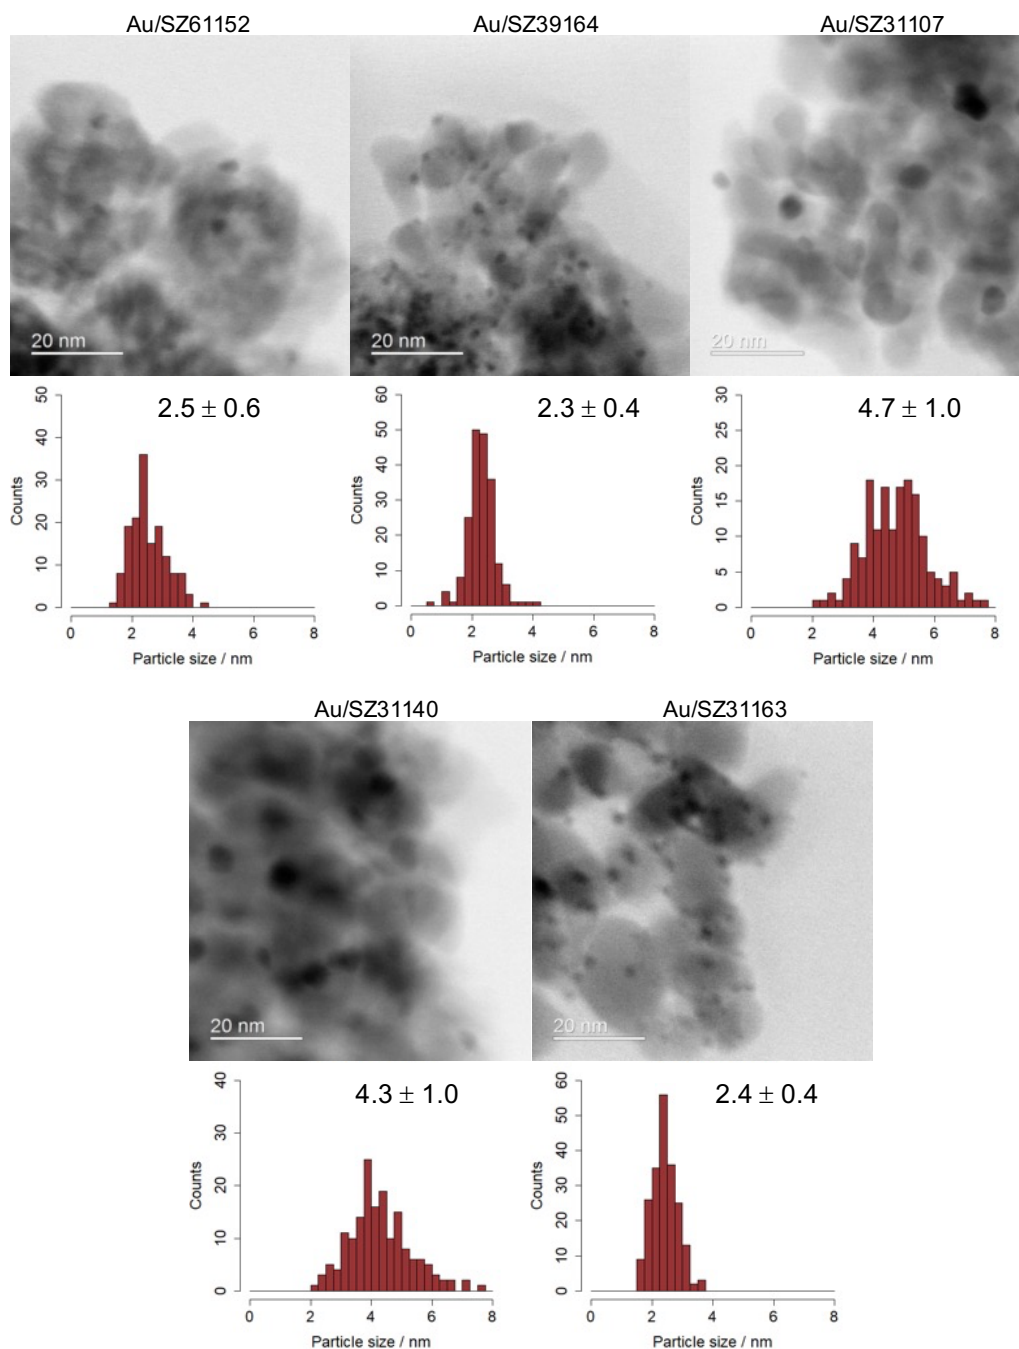 Au/SZ61152
Au/SZ39164
Au/SZ31107
20 nm
20 nm
20 nm
2.5 ± 0.6
50
40
30
20
10
0
Counts
0 2 4 6 8
Particle size / nm
2.3 ± 0.4
60
50
40
30
20
10
0
Counts
0 2 4 6 8
Particle size / nm
4.7 ± 1.0
30
25
20
15
10
5
0
Counts
0 2 4 6 8
Particle size / nm
Au/SZ31140
Au/SZ31163
20 nm
20 nm
4.3 ± 1.0
40
30
20
10
0
Counts
0 2 4 6 8
Particle size / nm
2.4 ± 0.4
60
50
40
30
20
10
0
Counts
0 2 4 6 8
Particle size / nm